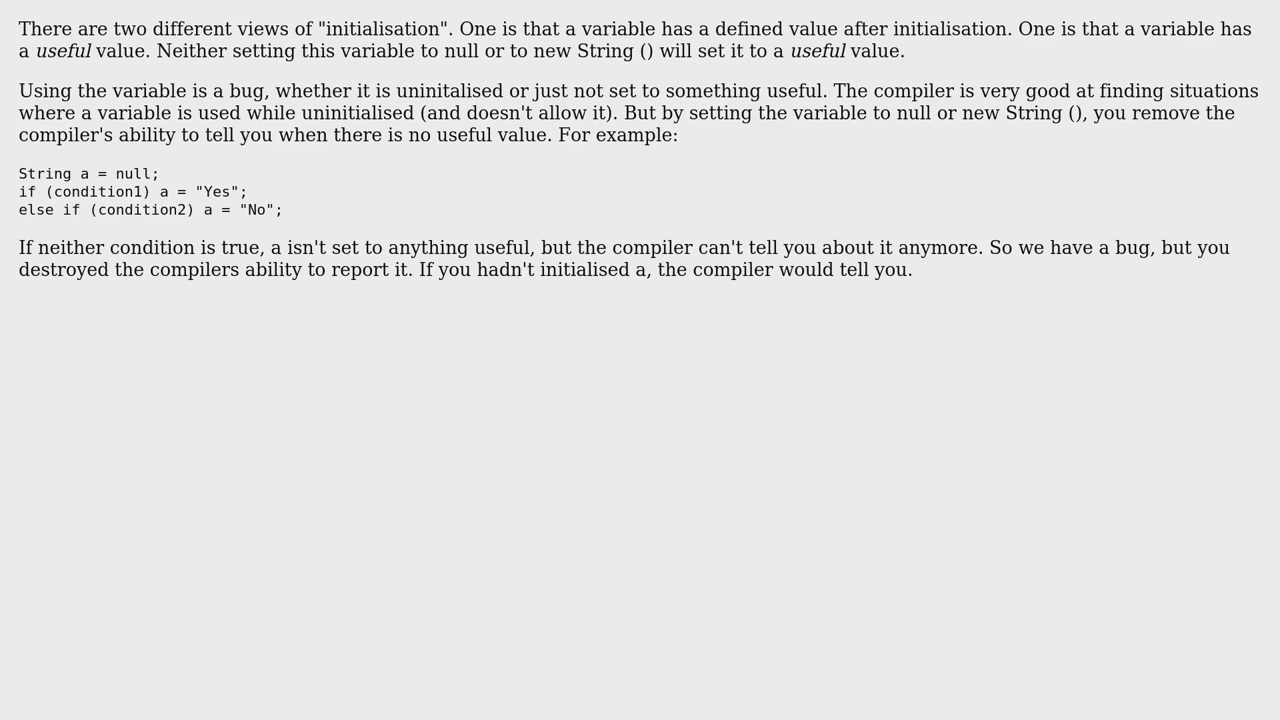 There are two different views of "initialisation". One is that a variable has a defined value after initialisation. One is that a variable has
a useful value. Neither setting this variable to null or to new String () will set it to a useful value.
Using the variable is a bug, whether it is uninitalised or just not set to something useful. The compiler is very good at finding situations
where a variable is used while uninitialised (and doesn't allow it). But by setting the variable to null or new String (), you remove the
compiler's ability to tell you when there is no useful value. For example:
String a = null;
if (condition1) a = "Yes";
else if (condition2) a = "No";
If neither condition is true, a isn't set to anything useful, but the compiler can't tell you about it anymore. So we have a bug, but you
destroyed the compilers ability to report it. If you hadn't initialised a, the compiler would tell you.